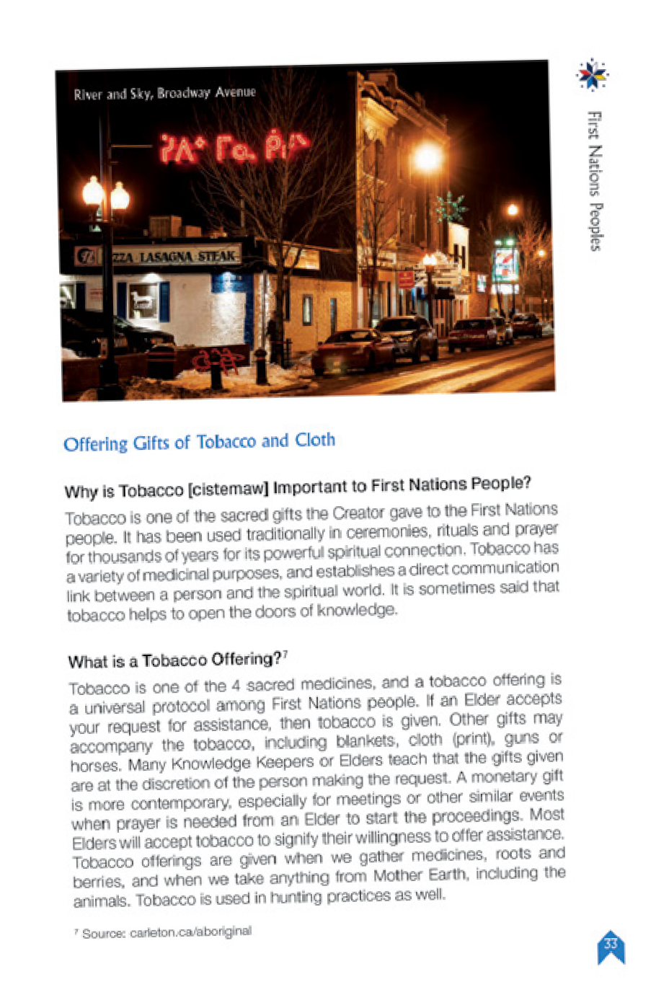 River and Sky, Broadway Avenue
ZZA LASAGNA STEAK
First Nations Peoples
Offering Gifts of Tobacco and Cloth
Why is Tobacco [cistemaw] Important to First Nations People?
Tobacco is one of the sacred gifts the Creator gave to the First Nations
people. It has been used traditionally in ceremonies, rituals and prayer
for thousands of years for its powerful spiritual connection. Tobacco has
a variety of medicinal purposes, and establishes a direct communication
link between a person and the spiritual world. It is sometimes said that
tobacco helps to open the doors of knowledge.
What is a Tobacco Offering?⁷
Tobacco is one of the 4 sacred medicines, and a tobacco offering is
a universal protocol among First Nations people. If an Elder accepts
your request for assistance, then tobacco is given. Other gifts may
accompany the tobacco, including blankets, cloth (print), guns or
horses. Many Knowledge Keepers or Elders teach that the gifts given
are at the discretion of the person making the request. A monetary gift
is more contemporary, especially for meetings or other similar events
when prayer is needed from an Elder to start the proceedings. Most
Elders will accept tobacco to signify their willingness to offer assistance.
Tobacco offerings are given when we gather medicines, roots and
berries, and when we take anything from Mother Earth, including the
animals. Tobacco is used in hunting practices as well.
⁷ Source: carleton.ca/aboriginal
33